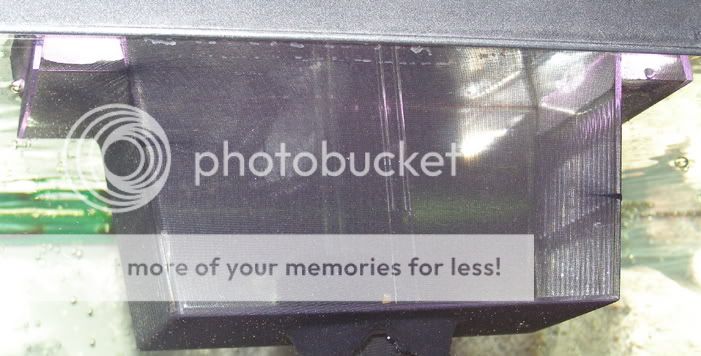 photobucket
more of your memories for less!